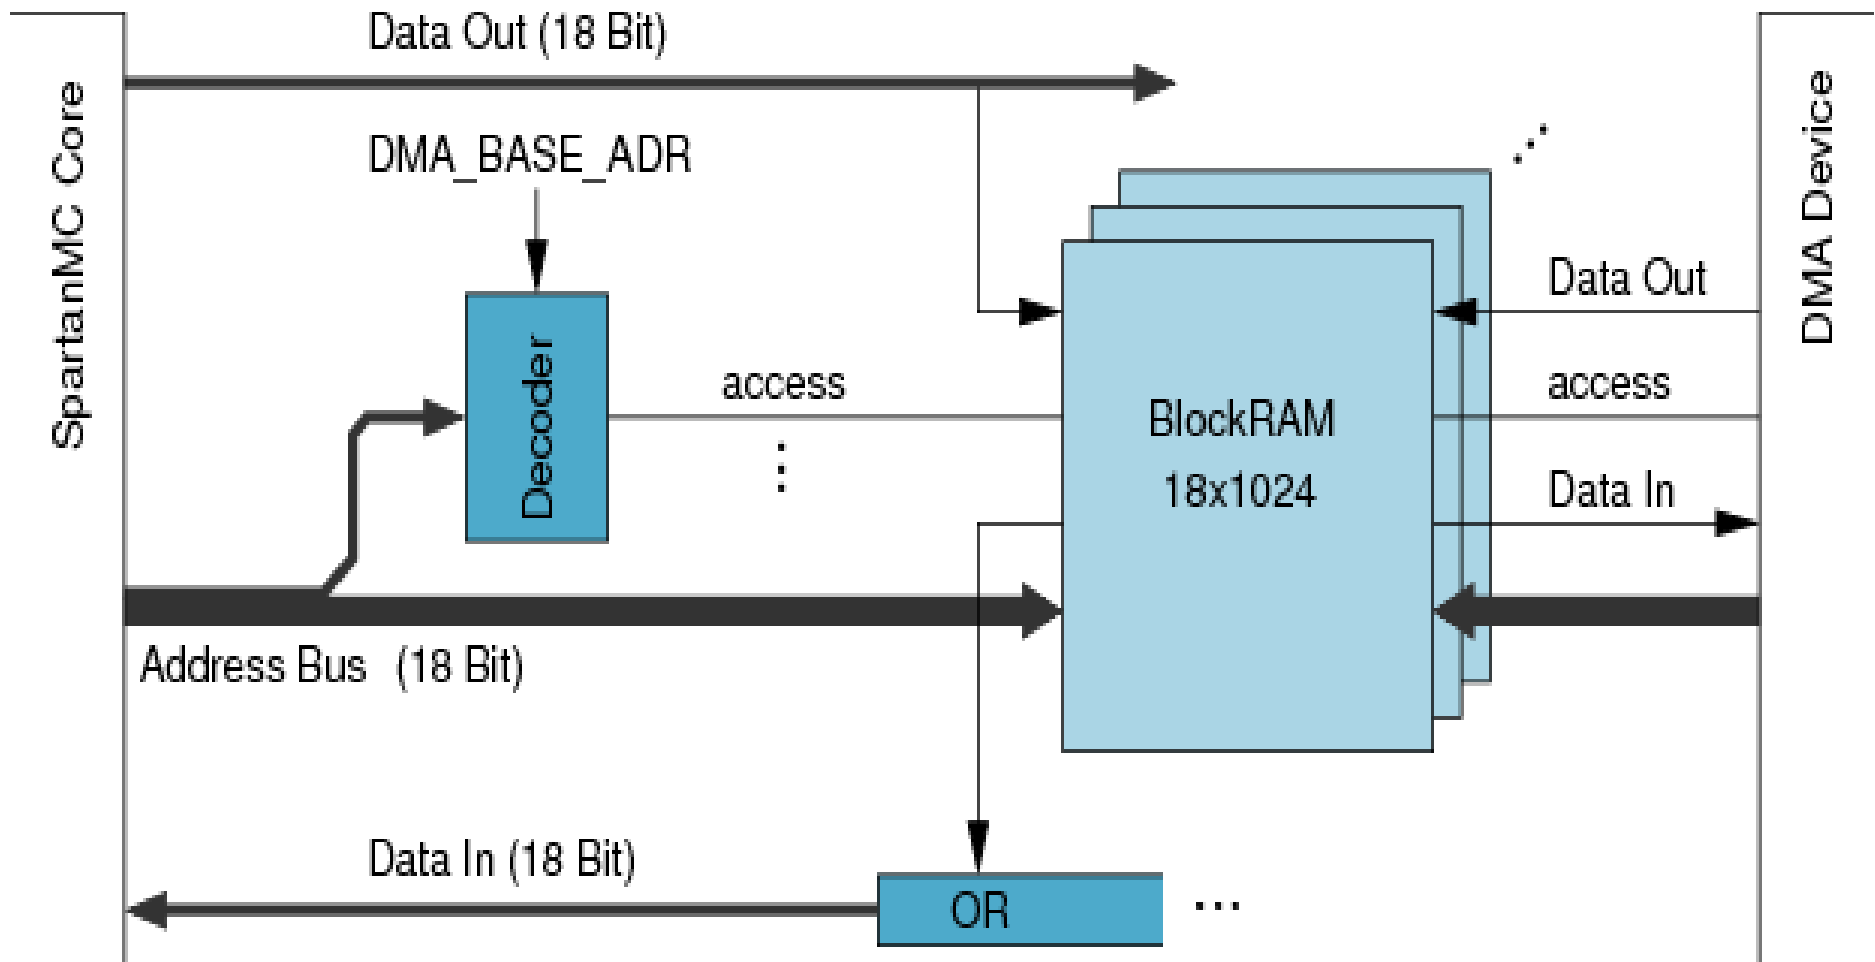 Data Out (18 Bit)
SpartanMC Core
DMA Device
DMA_BASE_ADR
Data Out
Decoder
access
access
BlockRAM
18x1024
Data In
Address Bus (18 Bit)
Data In (18 Bit)
OR